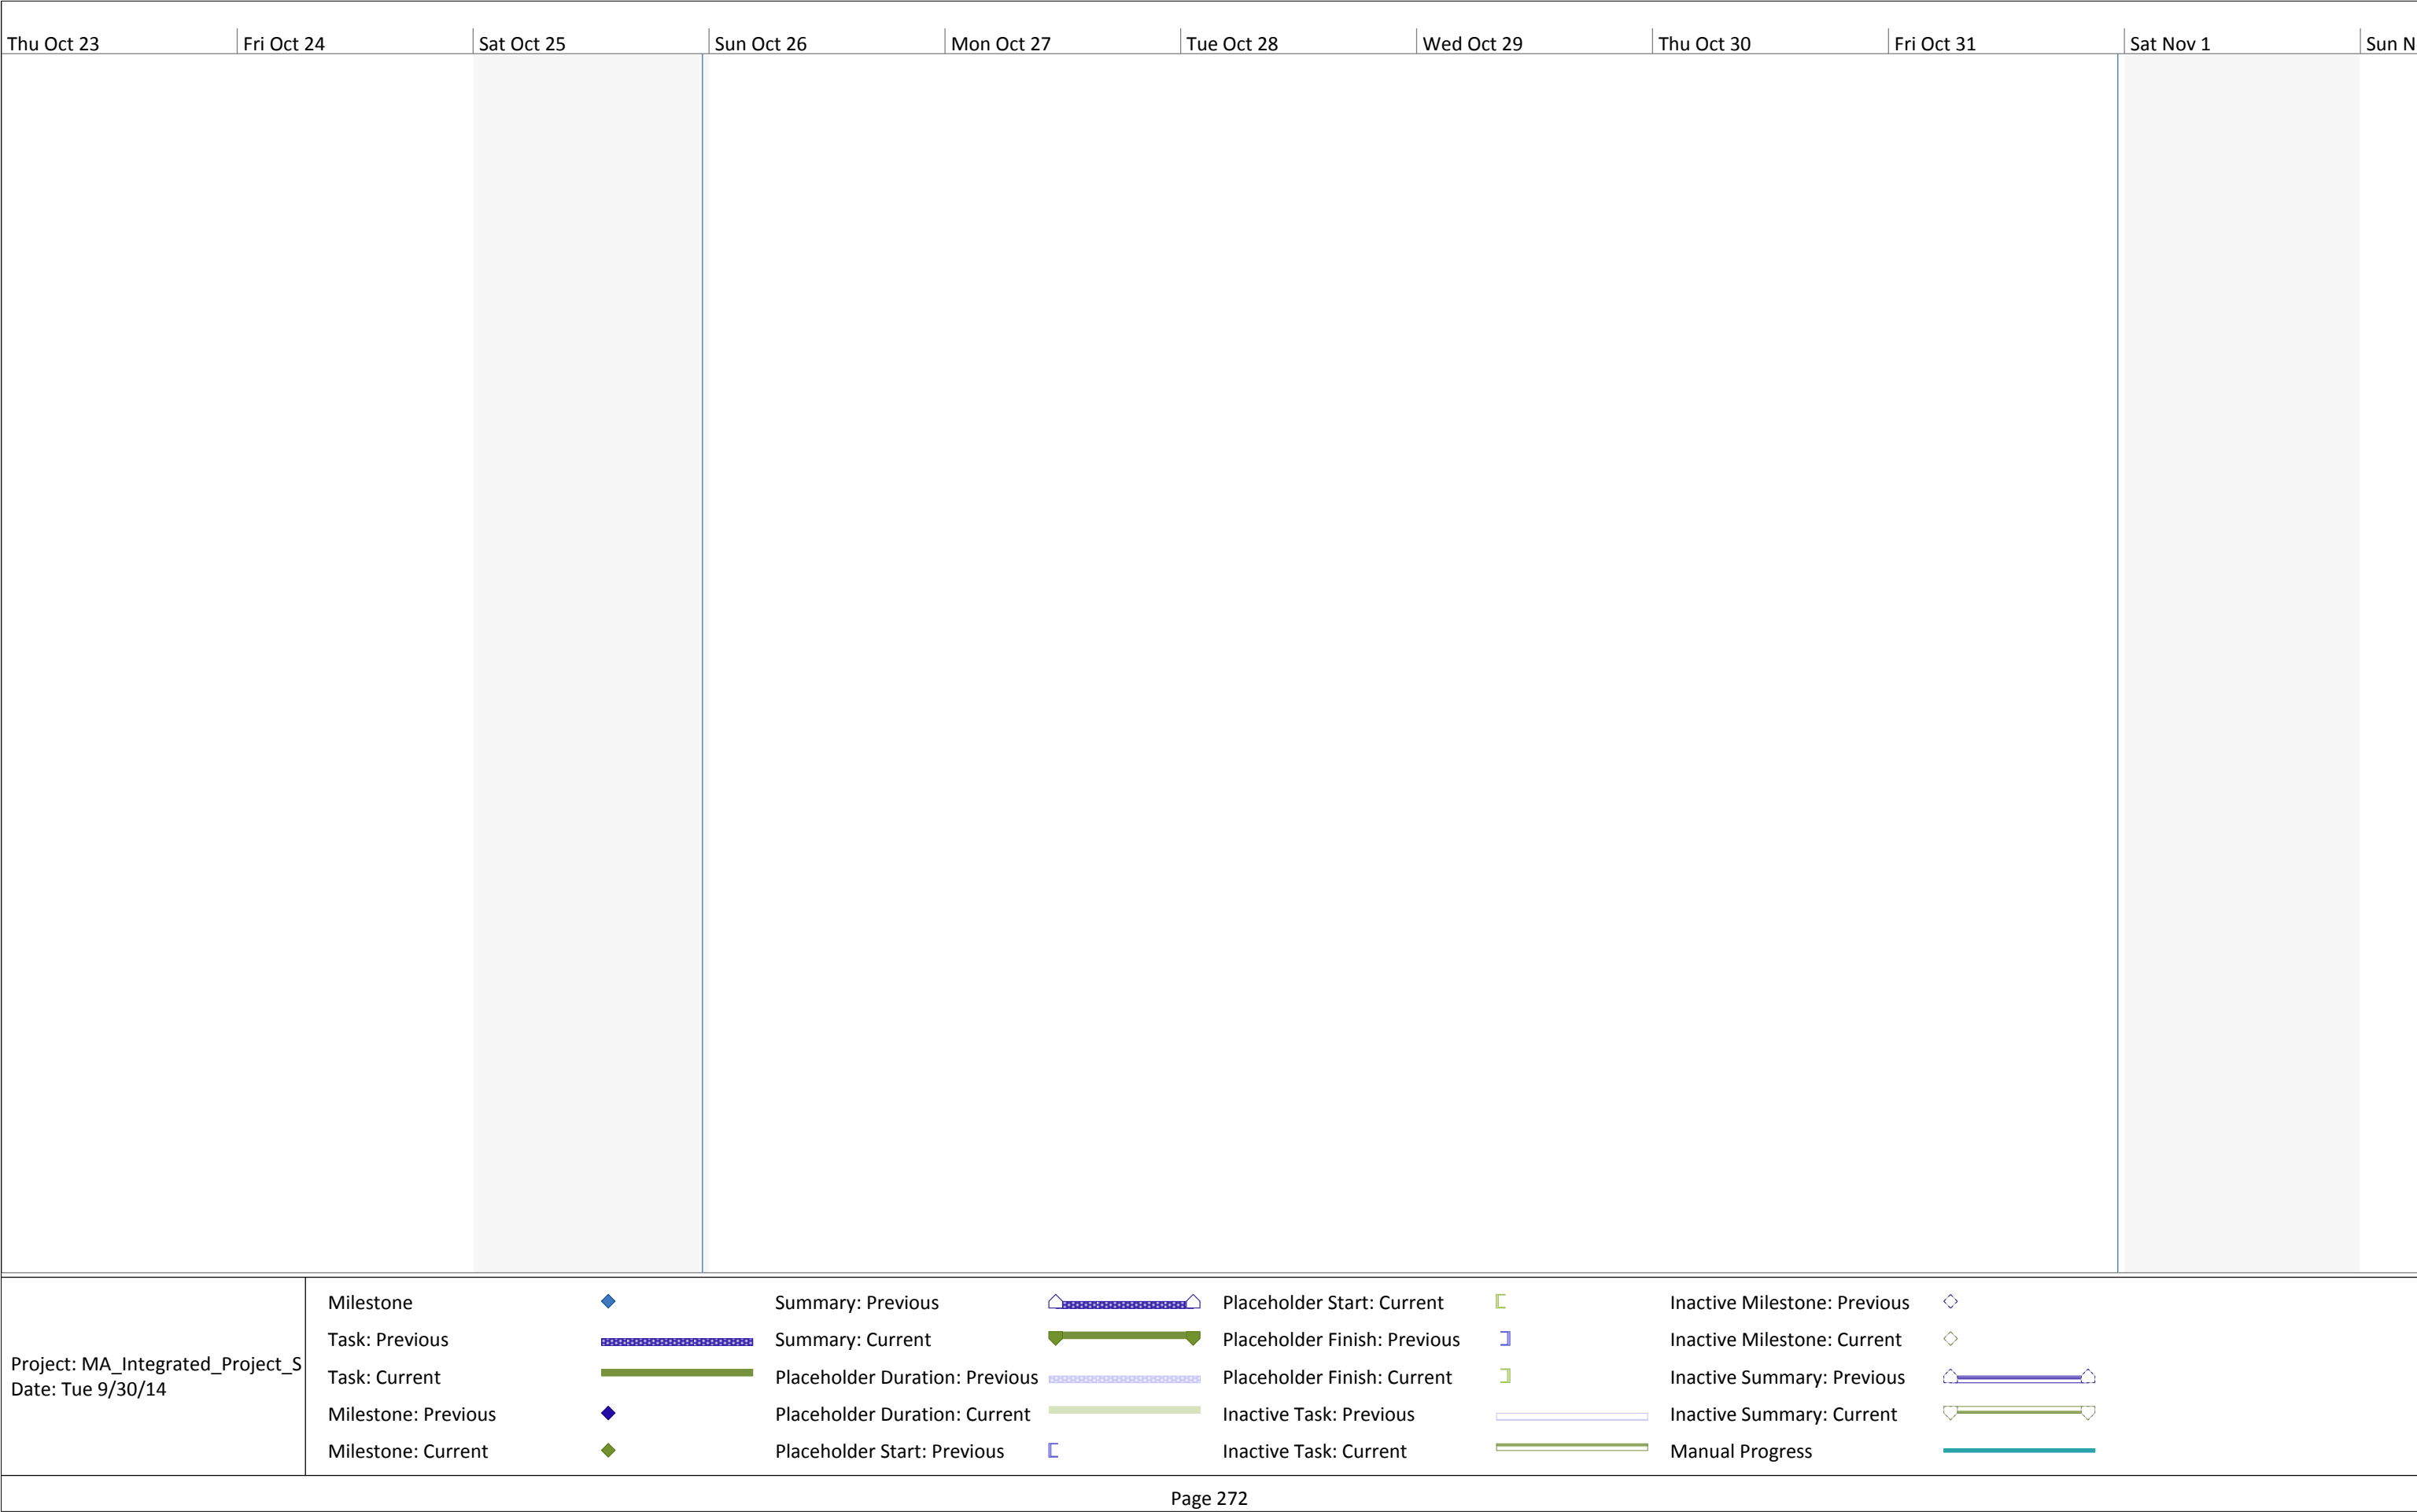 Thu Oct 23 Fri Oct 24 Sat Oct 25 Sun Oct 26 Mon Oct 27 Tue Oct 28 Wed Oct 29 Thu Oct 30 Fri Oct 31 Sat Nov 1 Sun N
Project: MA_Integrated_Project_S
Date: Tue 9/30/14
Milestone
Task: Previous
Task: Current
Milestone: Previous
Milestone: Current
Summary: Previous
Summary: Current
Placeholder Duration: Previous
Placeholder Duration: Current
Placeholder Start: Previous
Placeholder Start: Current
Placeholder Finish: Previous
Placeholder Finish: Current
Inactive Task: Previous
Inactive Task: Current
Inactive Milestone: Previous
Inactive Milestone: Current
Inactive Summary: Previous
Inactive Summary: Current
Manual Progress
Page 272